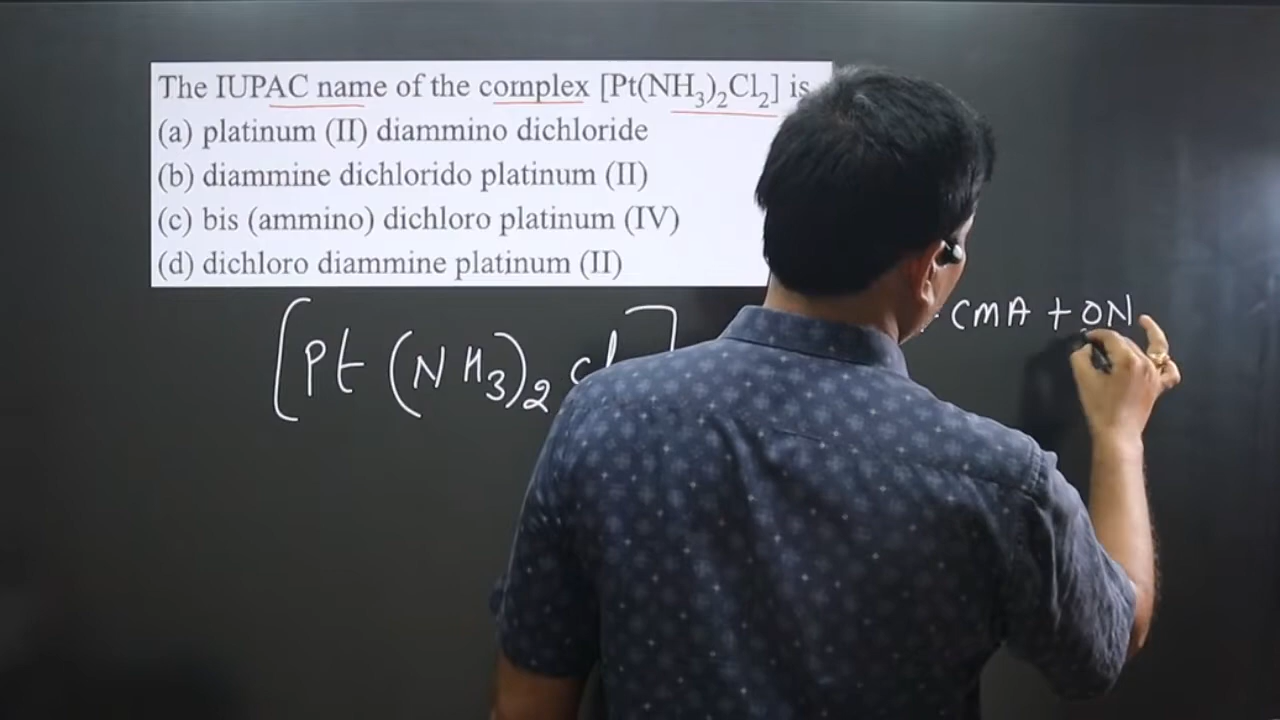 The IUPAC name of the complex [Pt(NH₃)₂Cl₂] is
(a) platinum (II) diammino dichloride
(b) diammine dichlorido platinum (II)
(c) bis (ammino) dichloro platinum (IV)
(d) dichloro diammine platinum (II)
[Pt (NH₃)₂ ]
CMA + ON